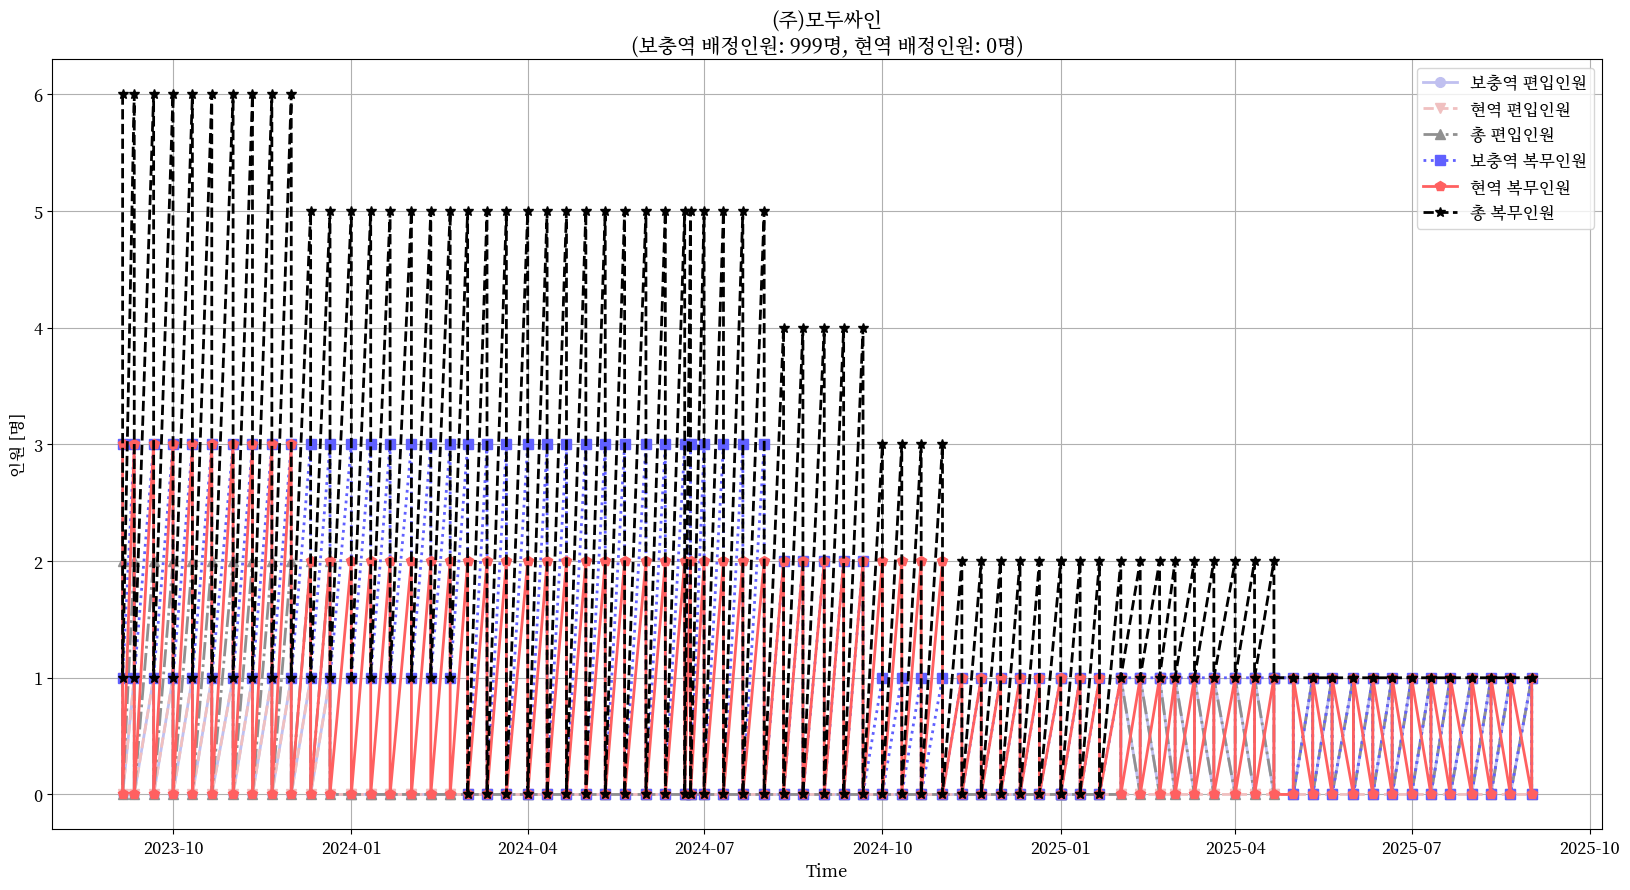 (주)모두싸인
(보충역 배정인원: 999명, 현역 배정인원: 0명)
보충역 편입인원
현역 편입인원
총 편입인원
보충역 복무인원
현역 복무인원
총 복무인원
인원 [명]
6
5
4
3
2
1
0
2023-10
2024-01
2024-04
2024-07
2024-10
2025-01
2025-04
2025-07
2025-10
Time